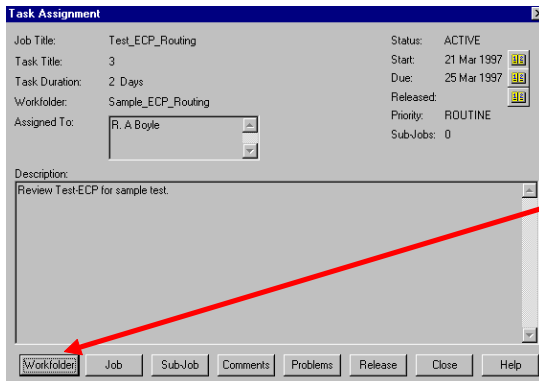 Task Assignment
Job Title: Test_ECP_Routing
Status: ACTIVE
Task Title: 3
Start: 21 Mar 1997
Task Duration: 2 Days
Due: 25 Mar 1997
Workfolder: Sample_ECP_Routing
Released:
Assigned To: R. A Boyle
Priority: ROUTINE
Sub-Jobs: 0
Description:
Review Test-ECP for sample test.
Workfolder Job Sub-Job Comments Problems Release Close Help